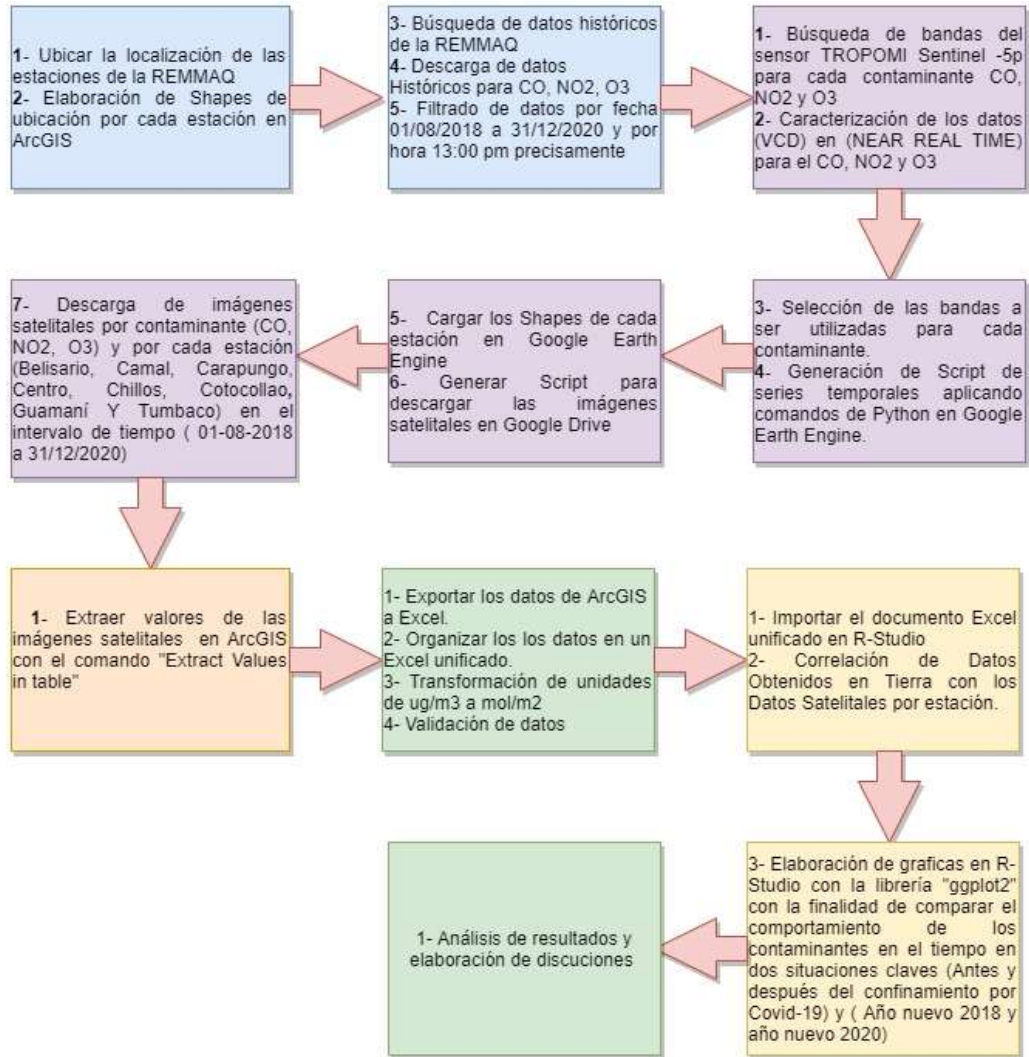 1- Ubicar la localización de las
estaciones de la REMMAQ
2- Elaboración de Shapes de
ubicación por cada estación en
ArcGIS
3- Búsqueda de datos históricos
de la REMMAQ
4- Descarga de datos
Históricos para CO, NO2, O3
5- Filtrado de datos por fecha
01/08/2018 a 31/12/2020 y por
hora 13:00 pm precisamente
1- Búsqueda de bandas del
sensor TROPOMI Sentinel -5p
para cada contaminante CO,
NO2 y O3
2- Caracterización de los datos
(VCD) en (NEAR REAL TIME)
para el CO, NO2 y O3
3- Selección de las bandas a
ser utilizadas para cada
contaminante.
4- Generación de Script de
series temporales aplicando
comandos de Python en Google
Earth Engine.
5- Cargar los Shapes de cada
estación en Google Earth
Engine
6- Generar Script para
descargar las imágenes
satelitales en Google Drive
7- Descarga de imágenes
satelitales por contaminante (CO,
NO2, O3) y por cada estación
(Belisario, Camal, Carapungo,
Centro, Chillos, Cotocollao,
Guamaní Y Tumbaco) en el
intervalo de tiempo ( 01-08-2018
a 31/12/2020)
1- Extraer valores de las
imágenes satelitales en ArcGIS
con el comando "Extract Values
in table"
1- Exportar los datos de ArcGIS
a Excel.
2- Organizar los los datos en un
Excel unificado.
3- Transformación de unidades
de ug/m3 a mol/m2
4- Validación de datos
1- Importar el documento Excel
unificado en R-Studio
2- Correlación de Datos
Obtenidos en Tierra con los
Datos Satelitales por estación.
3- Elaboración de graficas en R-
Studio con la librería "ggplot2"
con la finalidad de comparar el
comportamiento de los
contaminantes en el tiempo en
dos situaciones claves (Antes y
después del confinamiento por
Covid-19) y ( Año nuevo 2018 y
año nuevo 2020)
1- Análisis de resultados y
elaboración de discuciones